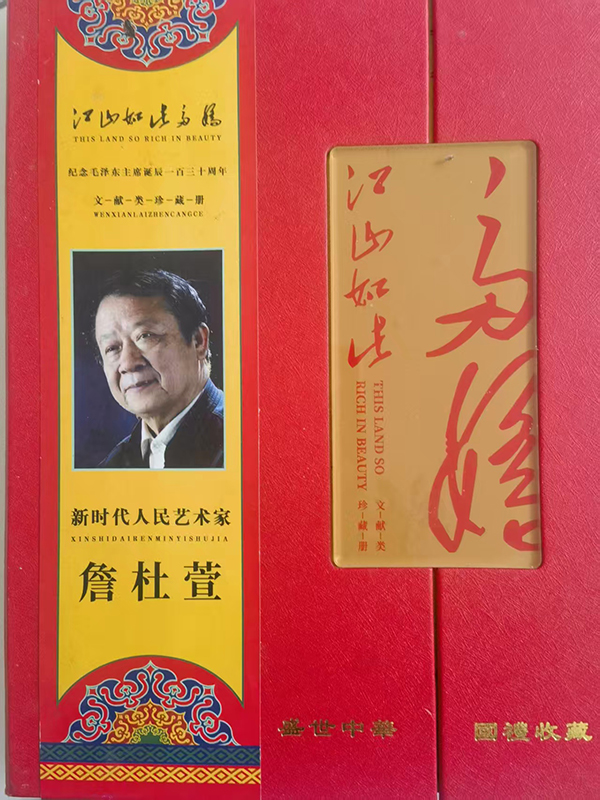 江山如此多娇
THIS LAND SO RICH IN BEAUTY
纪念毛泽东主席诞辰一百三十周年
文-献-类-珍-藏-册
WENXIANLAIZHENCANGCE
新时代人民艺术家
XINSHIDAIRENMINYISHUJIA
詹杜萱
江山如此
多娇
THIS LAND SO
RICH IN BEAUTY
文-献-类
珍-藏-册
盛世中華
國禮收藏